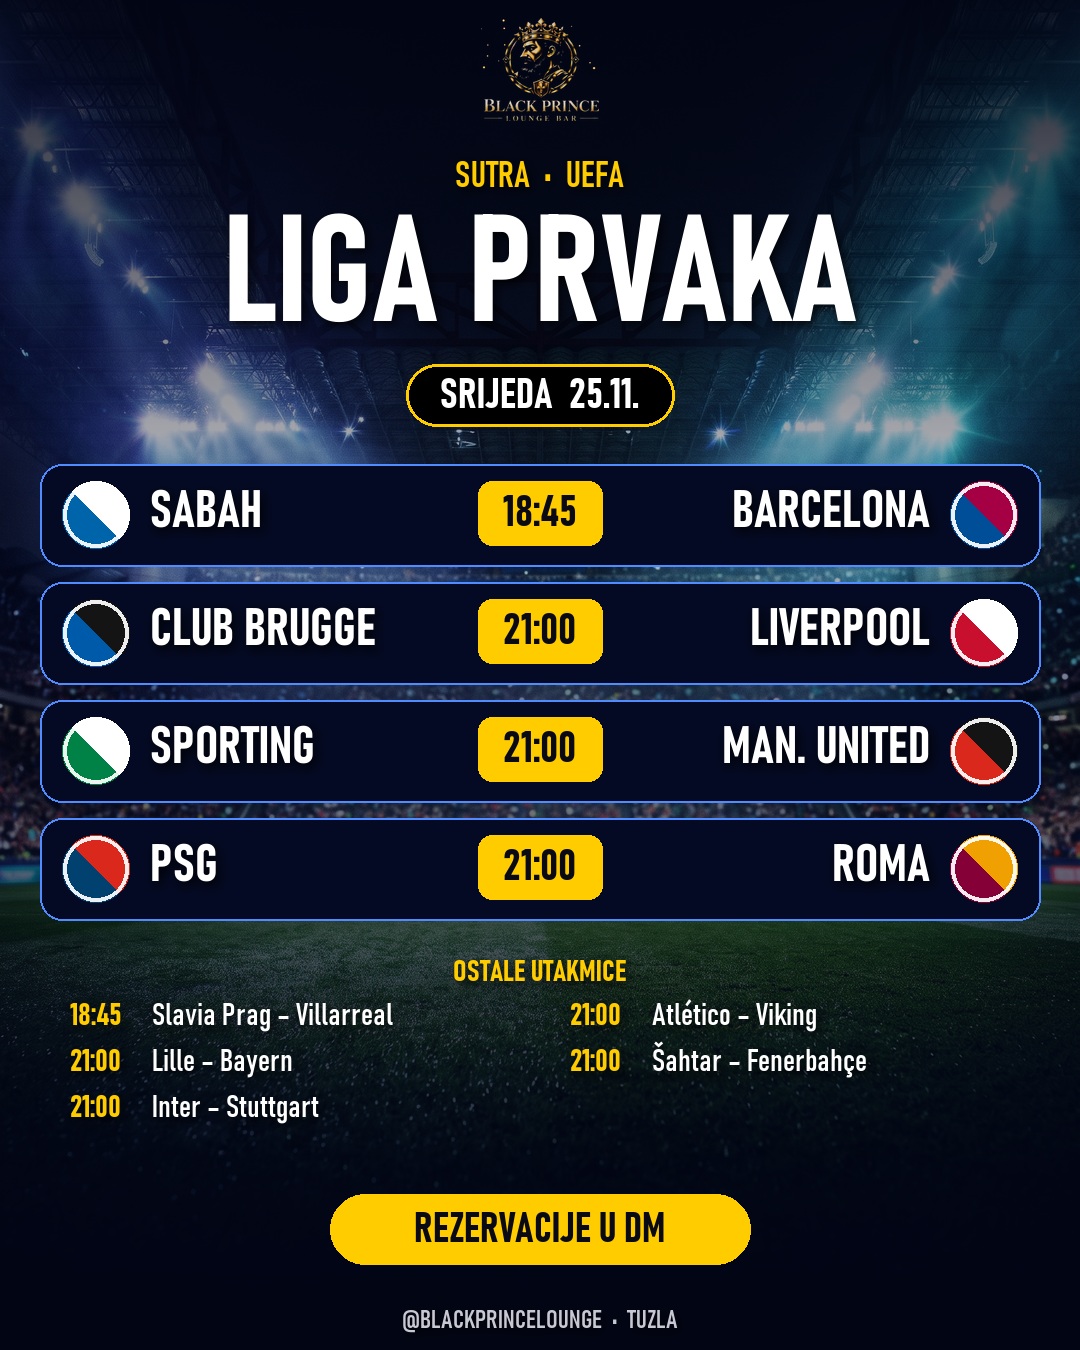 BLACK PRINCE
LOUNGE BAR
SUTRA · UEFA
LIGA PRVAKA
SRIJEDA 25.11.
SABAH 18:45 BARCELONA
CLUB BRUGGE 21:00 LIVERPOOL
SPORTING 21:00 MAN. UNITED
PSG 21:00 ROMA
OSTALE UTAKMICE
18:45 Slavia Prag – Villarreal
21:00 Lille – Bayern
21:00 Inter – Stuttgart
21:00 Atlético – Viking
21:00 Šahtar – Fenerbahçe
REZERVACIJE U DM
@BLACKPRINCELOUNGE · TUZLA